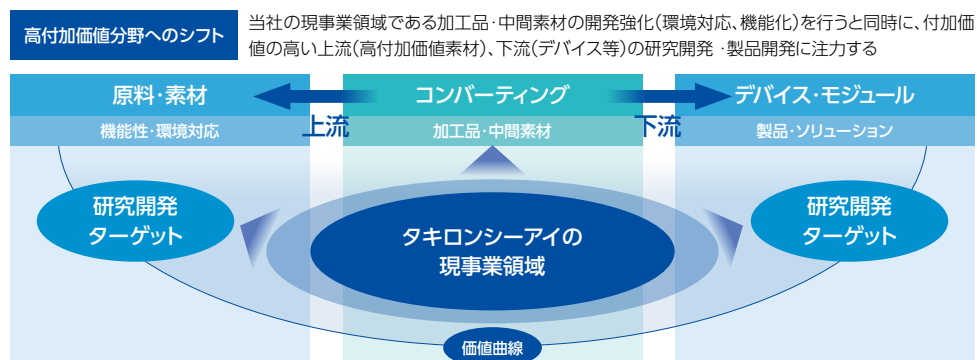 高付加価値分野へのシフト
当社の現事業領域である加工品・中間素材の開発強化(環境対応、機能化)を行うと同時に、付加価
値の高い上流(高付加価値素材)、下流(デバイス等)の研究開発・製品開発に注力する
原料・素材
コンバーティング
デバイス・モジュール
機能性・環境対応
上流
加工品・中間素材
下流
製品・ソリューション
研究開発
ターゲット
タキロンシーアイの
現事業領域
研究開発
ターゲット
価値曲線